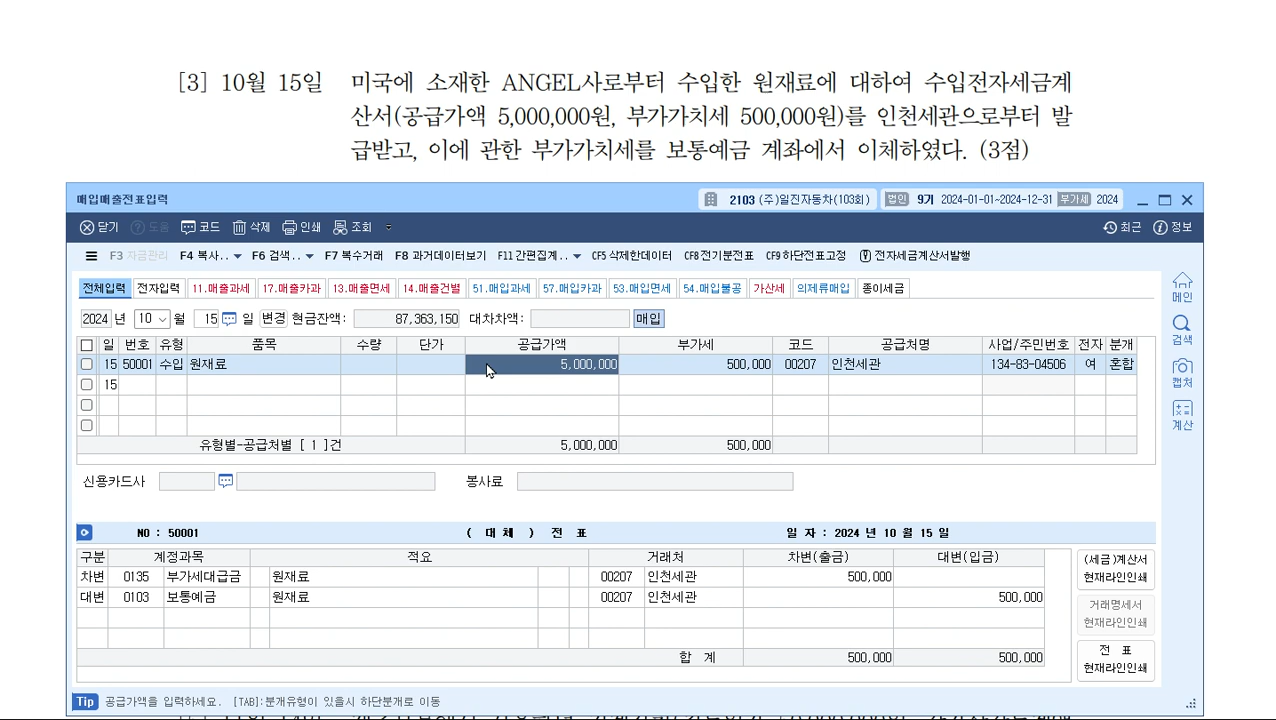 [3] 10월 15일 미국에 소재한 ANGEL사로부터 수입한 원재료에 대하여 수입전자세금계
산서(공급가액 5,000,000원, 부가가치세 500,000원)를 인천세관으로부터 발
급받고, 이에 관한 부가가치세를 보통예금 계좌에서 이체하였다. (3점)
매입매출전표입력 2103 (주)일진자동차(103회) 법인 9기 2024-01-01~2024-12-31 부가세 2024
닫기 도움 코드 삭제 인쇄 조회 최근 정보
F3 자금관리 F4 복사.. F6 검색.. F7 복수거래 F8 과거데이터보기 F11 간편집계.. CF5 삭제한데이터 CF8 전기분전표 CF9 하단전표고정 전자세금계산서발행
전체입력 전자입력 11.매출과세 17.매출카과 13.매출면세 14.매출건별 51.매입과세 57.매입카과 53.매입면세 54.매입불공 가산세 의제류매입 종이세금
메인
2024 년 10 월 15 일 변경 현금잔액: 87,363,150 대차차액: 매입
검색
일 번호 유형 품목 수량 단가 공급가액 부가세 코드 공급처명 사업/주민번호 전자 분개
15 50001 수입 원재료 5,000,000 500,000 00207 인천세관 134-83-04506 여 혼합
캡처
15
계산
유형별-공급처별 [ 1 ]건 5,000,000 500,000
신용카드사 봉사료
NO : 50001 ( 대 체 ) 전 표 일 자 : 2024 년 10 월 15 일
구분 계정과목 적요 거래처 차변(출금) 대변(입금)
차변 0135 부가세대급금 원재료 00207 인천세관 500,000
대변 0103 보통예금 원재료 00207 인천세관 500,000
합 계 500,000 500,000
(세금)계산서
현재라인인쇄
거래명세서
현재라인인쇄
전 표
현재라인인쇄
Tip 공급가액을 입력하세요. [TAB]:분개유형이 있을시 하단분개로 이동